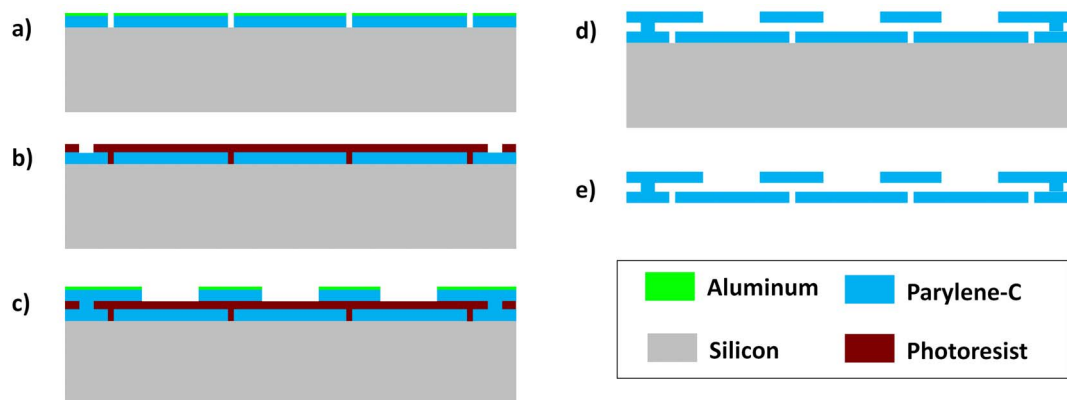 a)
b)
c)
d)
e)
Aluminum
Parylene-C
Silicon
Photoresist